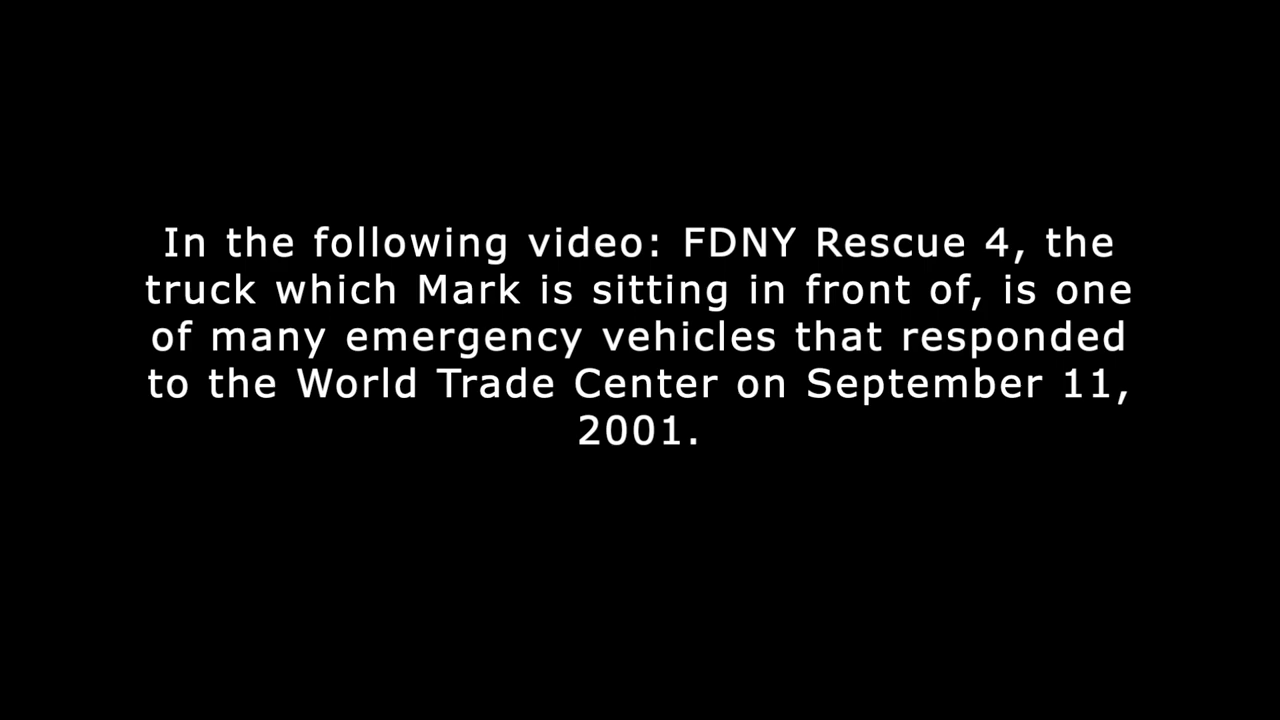 In the following video: FDNY Rescue 4, the
truck which Mark is sitting in front of, is one
of many emergency vehicles that responded
to the World Trade Center on September 11,
2001.